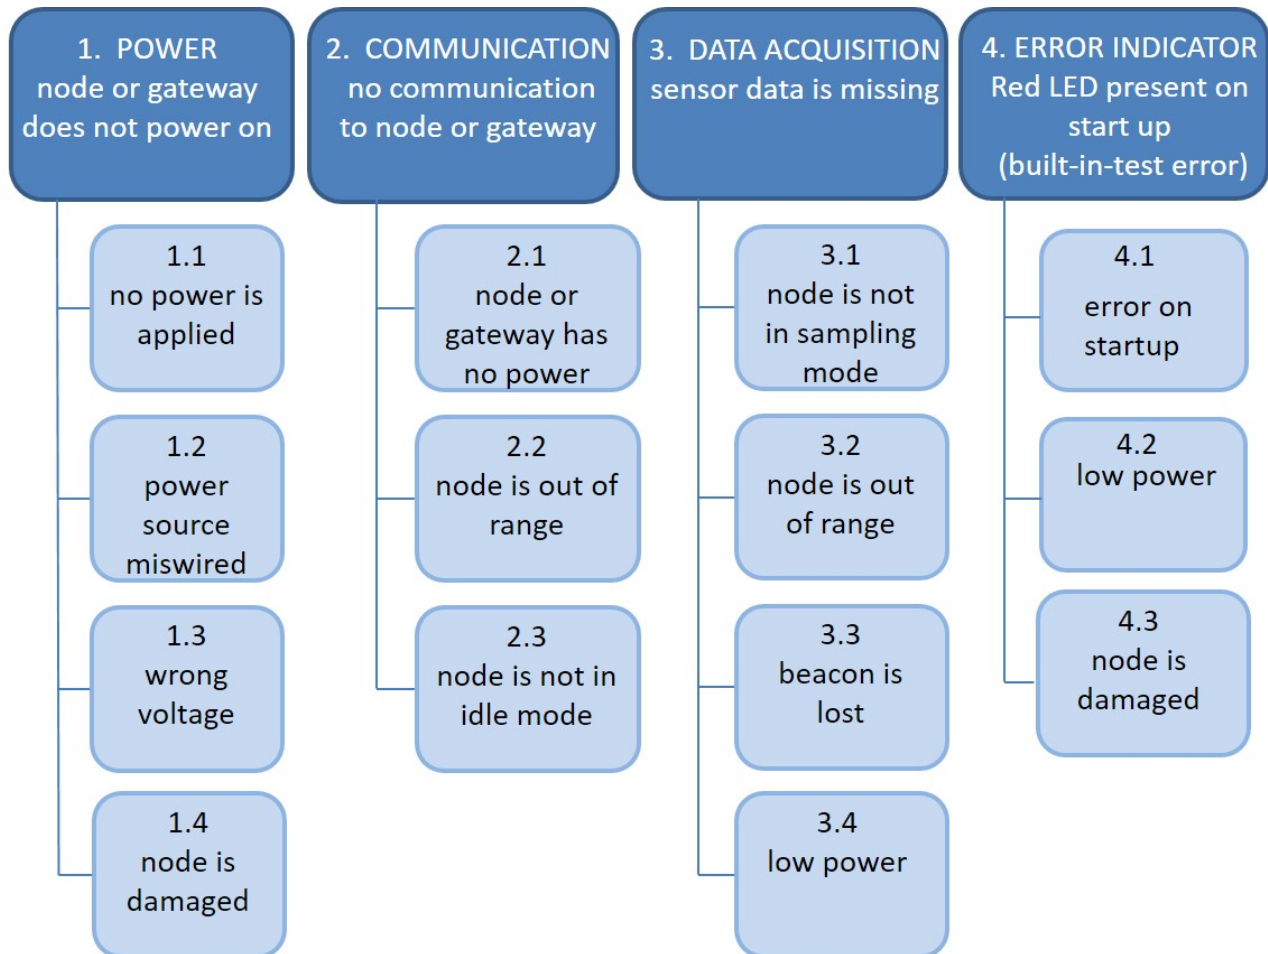 1. POWER
node or gateway
does not power on
1.1
no power is
applied
1.2
power
source
miswired
1.3
wrong
voltage
1.4
node is
damaged
2. COMMUNICATION
no communication
to node or gateway
2.1
node or
gateway has
no power
2.2
node is out of
range
2.3
node is not in
idle mode
3. DATA ACQUISITION
sensor data is missing
3.1
node is not
in sampling
mode
3.2
node is out
of range
3.3
beacon is
lost
3.4
low power
4. ERROR INDICATOR
Red LED present on
start up
(built-in-test error)
4.1
error on
startup
4.2
low power
4.3
node is
damaged